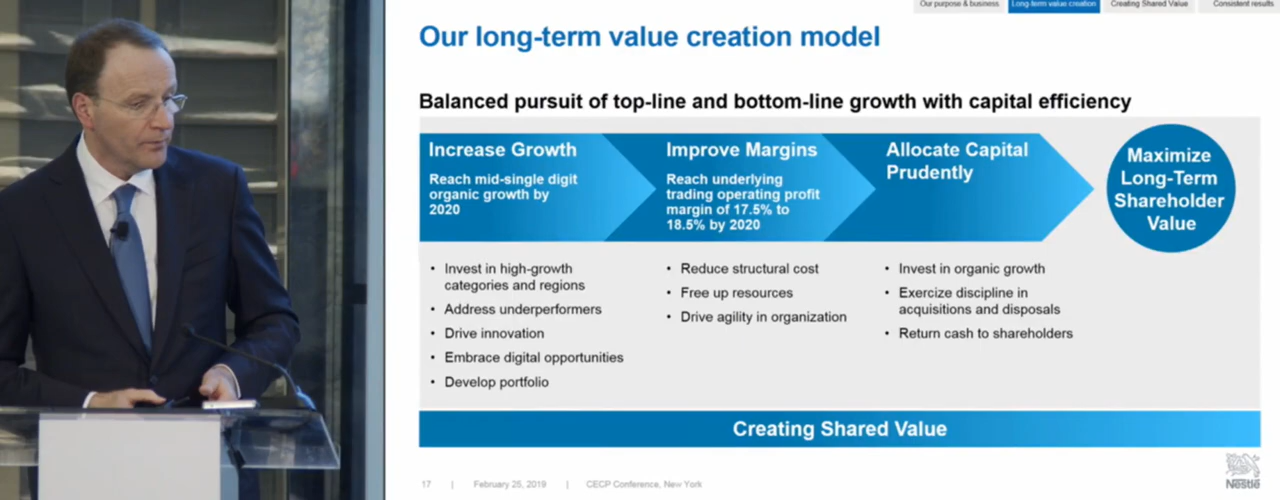 Our purpose & business
Long-term value creation
Creating Shared Value
Consistent results
Our long-term value creation model
Balanced pursuit of top-line and bottom-line growth with capital efficiency
Increase Growth
Reach mid-single digit
organic growth by
2020
Improve Margins
Reach underlying
trading operating profit
margin of 17.5% to
18.5% by 2020
Allocate Capital
Prudently
Maximize
Long-Term
Shareholder
Value
• Invest in high-growth
categories and regions
• Address underperformers
• Drive innovation
• Embrace digital opportunities
• Develop portfolio
• Reduce structural cost
• Free up resources
• Drive agility in organization
• Invest in organic growth
• Exercize discipline in
acquisitions and disposals
• Return cash to shareholders
Creating Shared Value
17 | February 25, 2019 | CECP Conference, New York
Nestlé